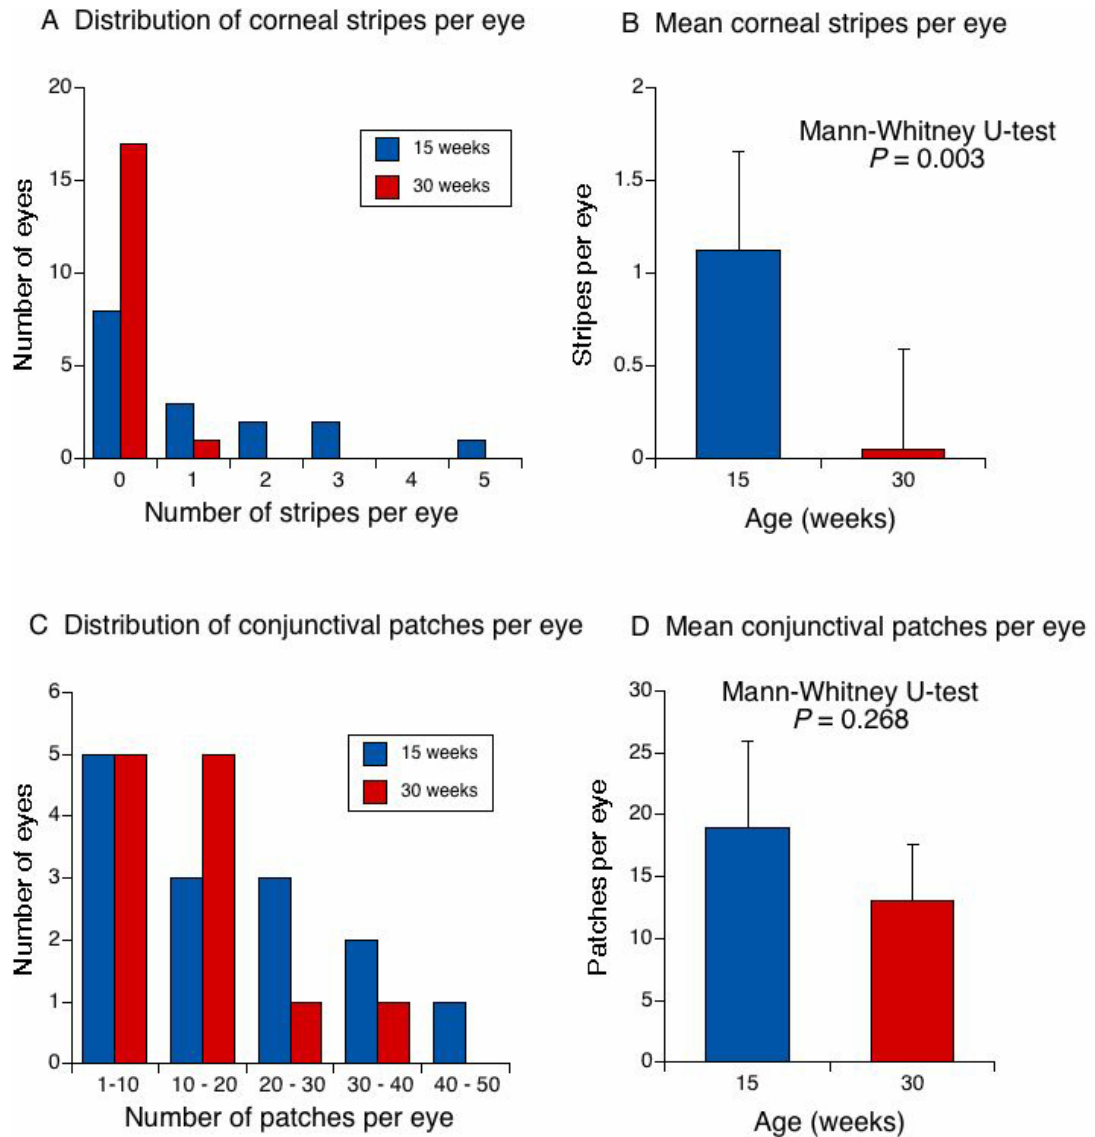 A Distribution of corneal stripes per eye
20
15
10
5
0
Number of eyes
15 weeks
30 weeks
0 1 2 3 4 5
Number of stripes per eye
B Mean corneal stripes per eye
Mann-Whitney U-test
P = 0.003
2
1.5
1
0.5
0
Stripes per eye
15 30
Age (weeks)
C Distribution of conjunctival patches per eye
6
5
4
3
2
1
0
Number of eyes
15 weeks
30 weeks
1-10 10 - 20 20 - 30 30 - 40 40 - 50
Number of patches per eye
D Mean conjunctival patches per eye
Mann-Whitney U-test
P = 0.268
30
25
20
15
10
5
0
Patches per eye
15 30
Age (weeks)